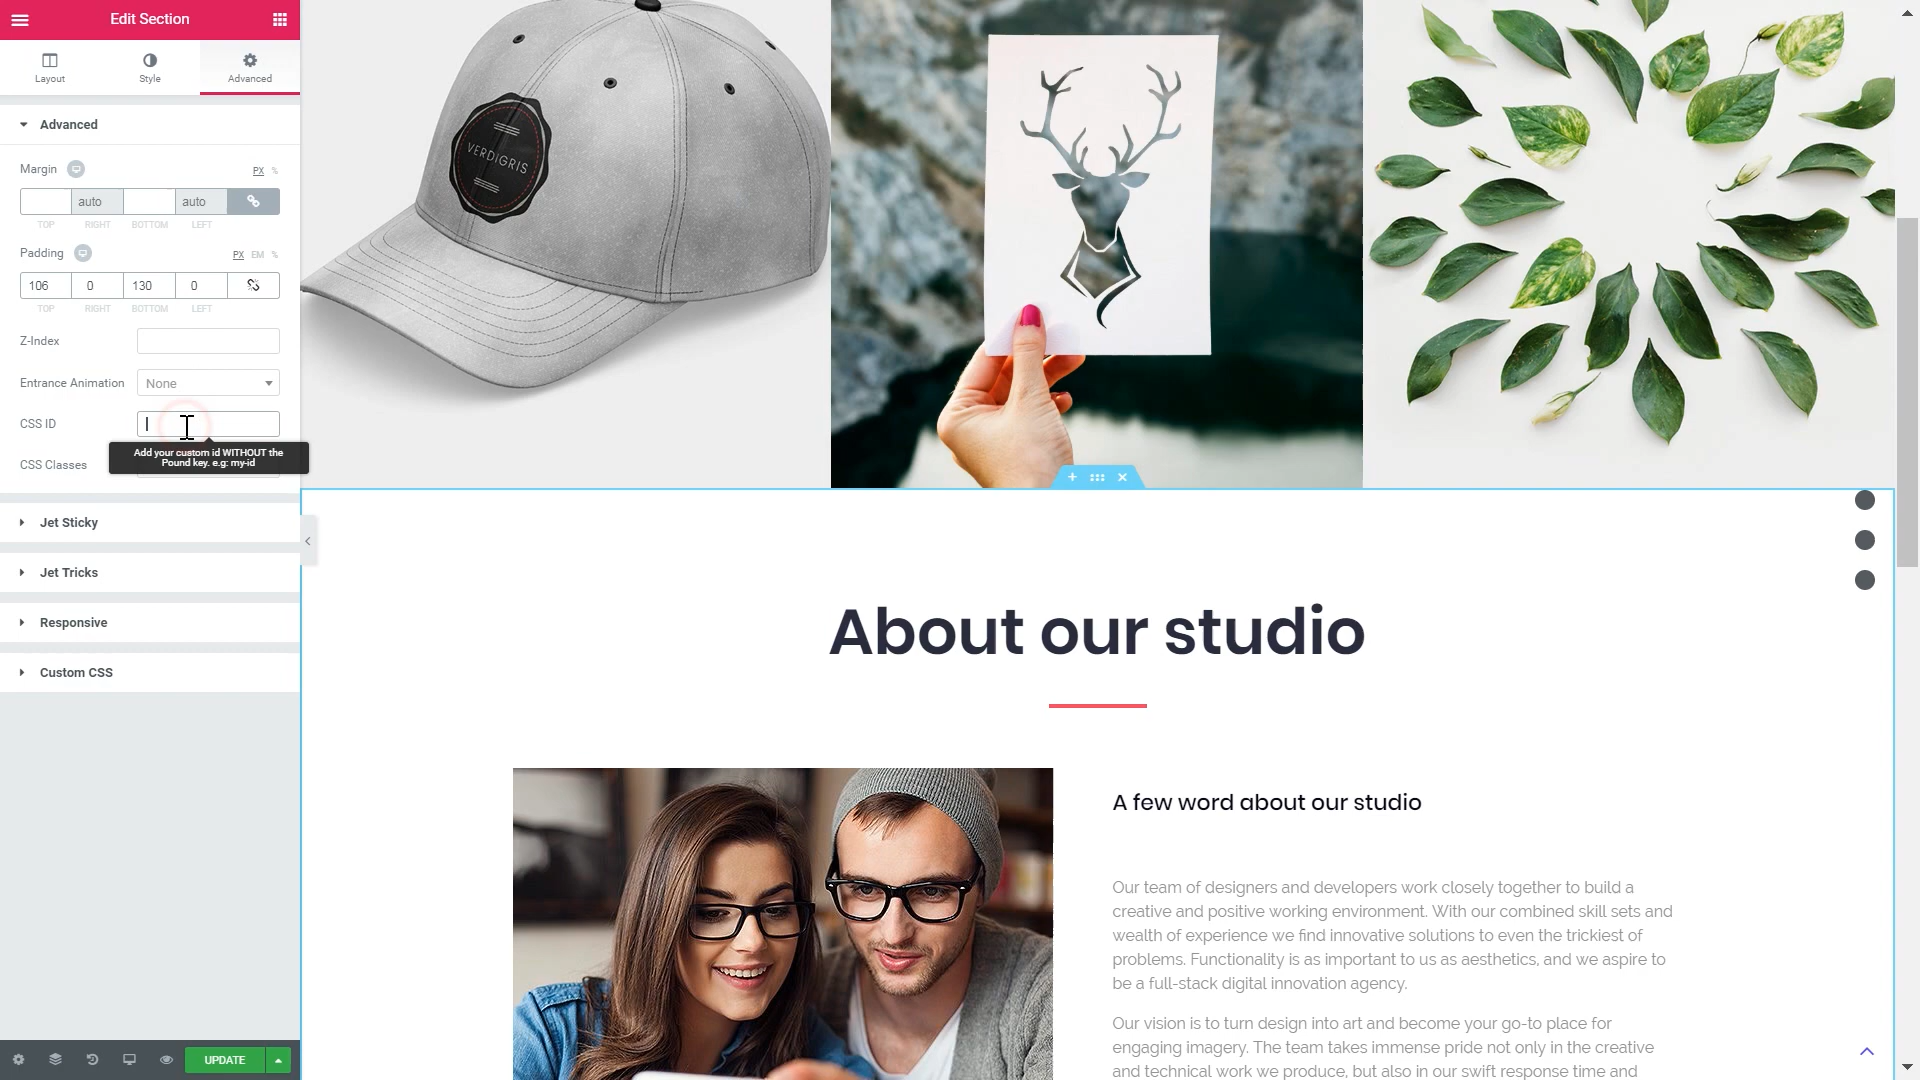 Edit Section
Layout
Style
Advanced
Advanced
Margin
PX %
auto
auto
TOP RIGHT BOTTOM LEFT
Padding
PX EM %
106 0 130 0
TOP RIGHT BOTTOM LEFT
Z-Index
Entrance Animation
None
CSS ID
Add your custom id WITHOUT the
Pound key. e.g: my-id
CSS Classes
Jet Sticky
Jet Tricks
Responsive
Custom CSS
UPDATE
VERDIGRIS
About our studio
A few word about our studio
Our team of designers and developers work closely together to build a
creative and positive working environment. With our combined skill sets and
wealth of experience we find innovative solutions to even the trickiest of
problems. Functionality is as important to us as aesthetics, and we aspire to
be a full-stack digital innovation agency.
Our vision is to turn design into art and become your go-to place for
engaging imagery. The team takes immense pride not only in the creative
and technical work we produce, but also in our swift response time and